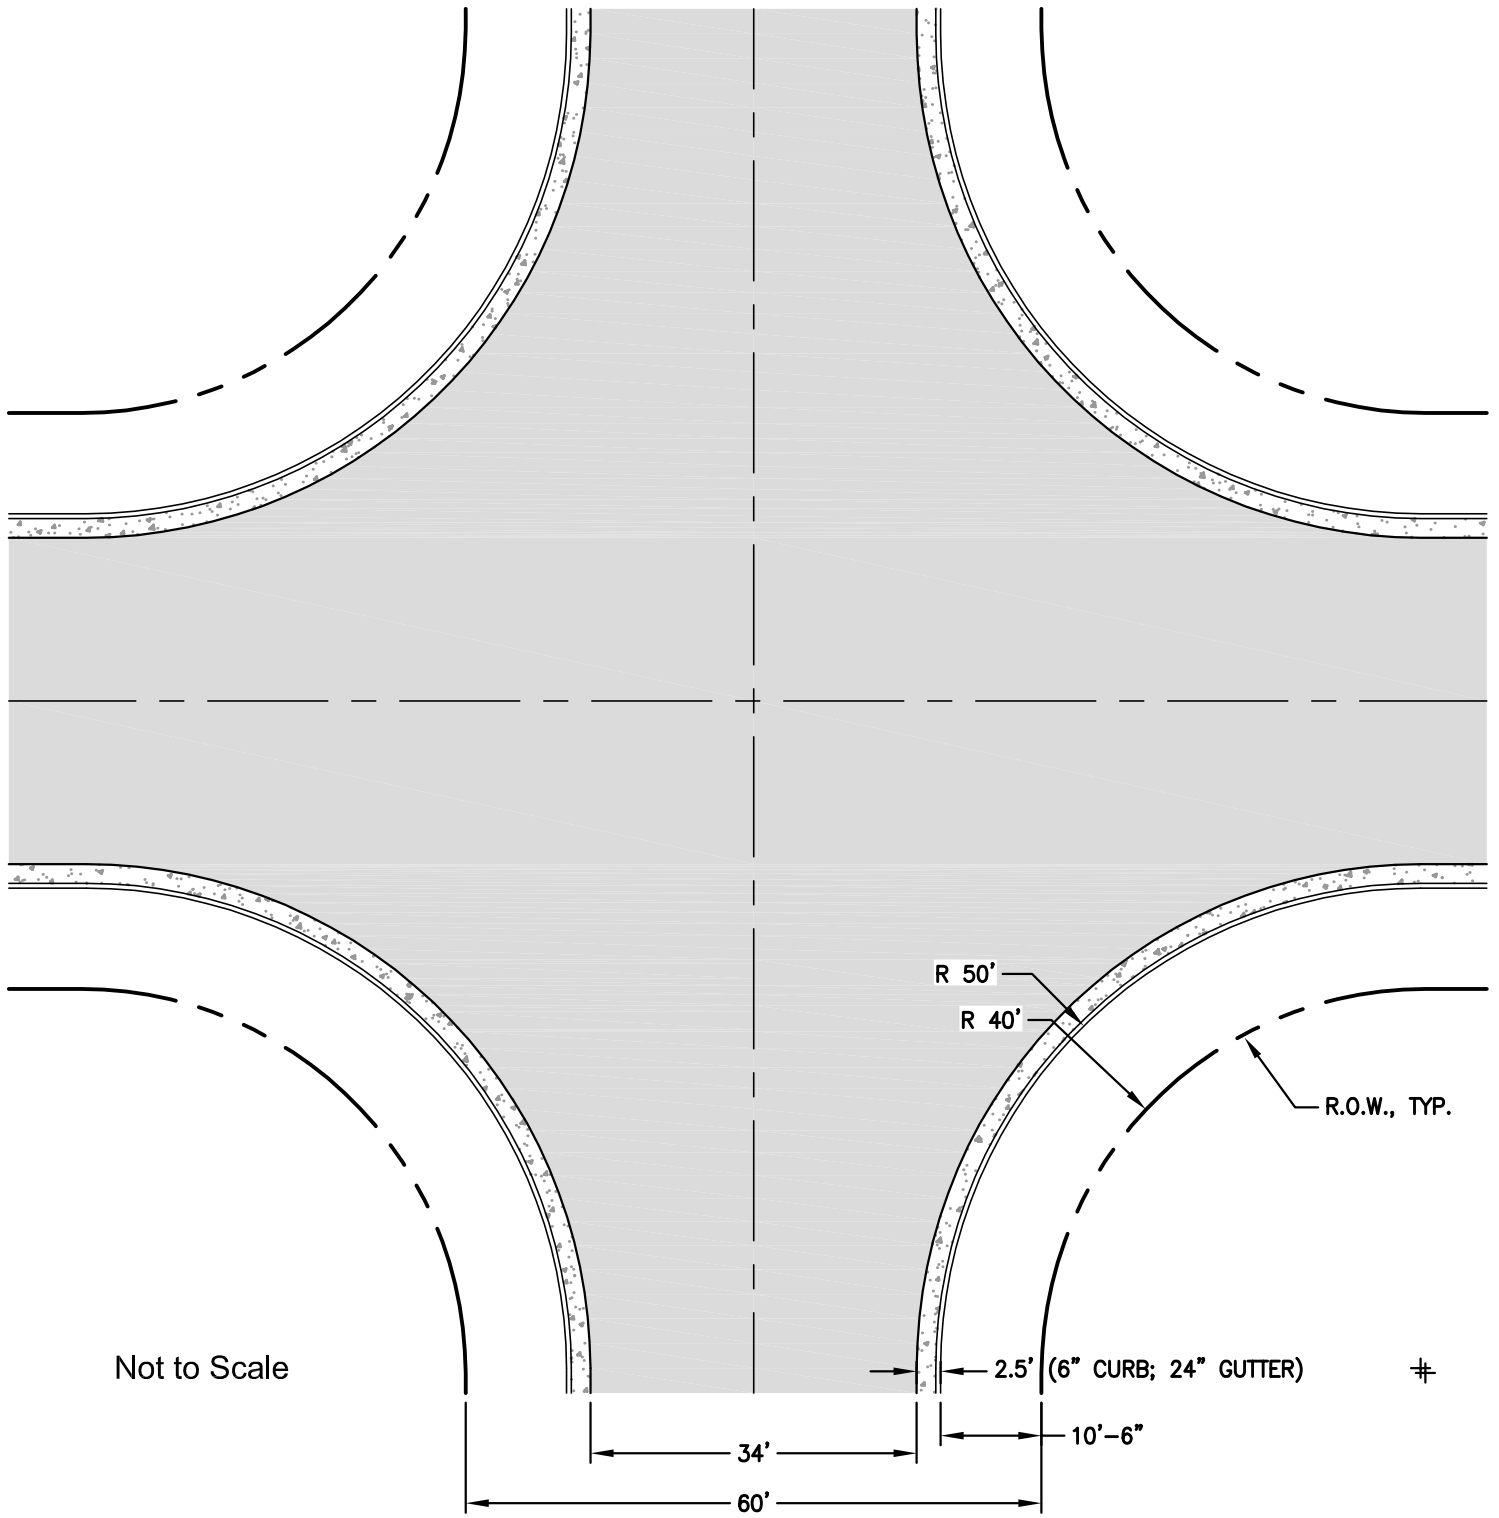 R 50'
R 40'
R.O.W., TYP.
Not to Scale
2.5' (6" CURB; 24" GUTTER)
10'-6"
34'
60'